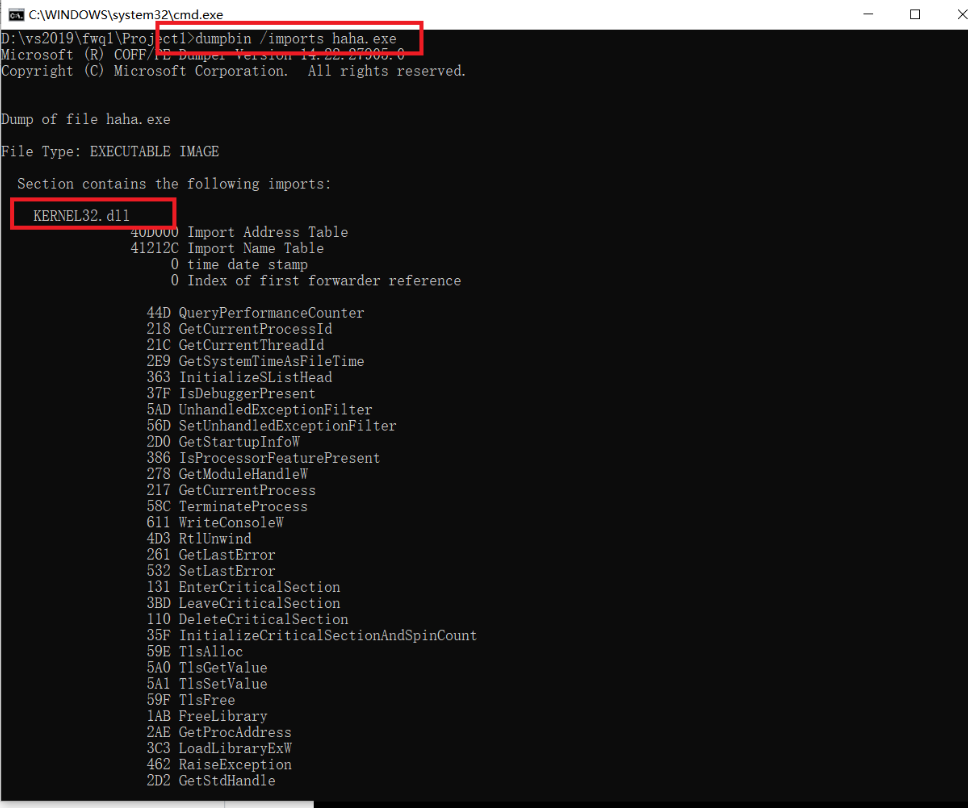 C:\WINDOWS\system32\cmd.exe
D:\vs2019\fwq1\Project1>dumpbin /imports haha.exe
Microsoft (R) COFF/PE Dumper Version 14.22.27905.0
Copyright (C) Microsoft Corporation.  All rights reserved.
Dump of file haha.exe
File Type: EXECUTABLE IMAGE
Section contains the following imports:
KERNEL32.dll
40D000 Import Address Table
41212C Import Name Table
0 time date stamp
0 Index of first forwarder reference
44D QueryPerformanceCounter
218 GetCurrentProcessId
21C GetCurrentThreadId
2E9 GetSystemTimeAsFileTime
363 InitializeSListHead
37F IsDebuggerPresent
5AD UnhandledExceptionFilter
56D SetUnhandledExceptionFilter
2D0 GetStartupInfoW
386 IsProcessorFeaturePresent
278 GetModuleHandleW
217 GetCurrentProcess
58C TerminateProcess
611 WriteConsoleW
4D3 RtlUnwind
261 GetLastError
532 SetLastError
131 EnterCriticalSection
3BD LeaveCriticalSection
110 DeleteCriticalSection
35F InitializeCriticalSectionAndSpinCount
59E TlsAlloc
5A0 TlsGetValue
5A1 TlsSetValue
59F TlsFree
1AB FreeLibrary
2AE GetProcAddress
3C3 LoadLibraryExW
462 RaiseException
2D2 GetStdHandle